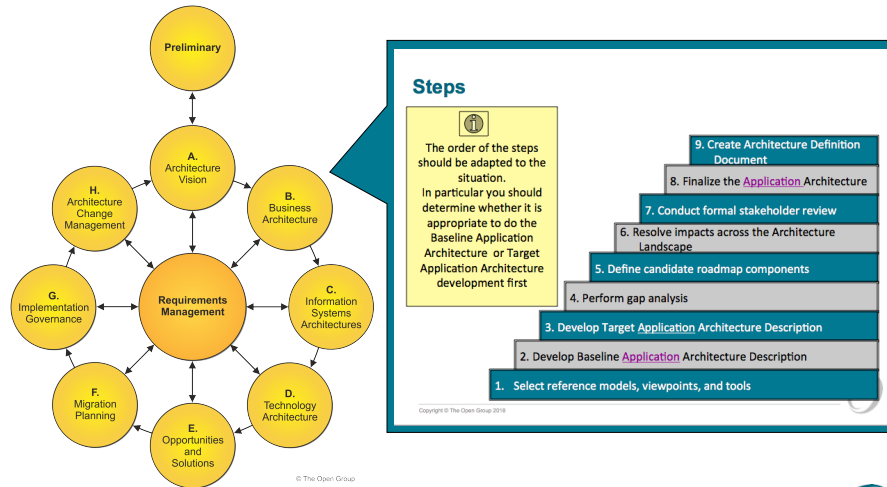 Preliminary
A.
Architecture
Vision
B.
Business
Architecture
C.
Information
Systems
Architectures
D.
Technology
Architecture
E.
Opportunities
and
Solutions
F.
Migration
Planning
G.
Implementation
Governance
H.
Architecture
Change
Management
Requirements
Management
© The Open Group
Steps
The order of the steps
should be adapted to the
situation.
In particular you should
determine whether it is
appropriate to do the
Baseline Application
Architecture or Target
Application Architecture
development first
9. Create Architecture Definition
Document
8. Finalize the Application Architecture
7. Conduct formal stakeholder review
6. Resolve impacts across the Architecture
Landscape
5. Define candidate roadmap components
4. Perform gap analysis
3. Develop Target Application Architecture Description
2. Develop Baseline Application Architecture Description
1. Select reference models, viewpoints, and tools
Copyright © The Open Group 2018